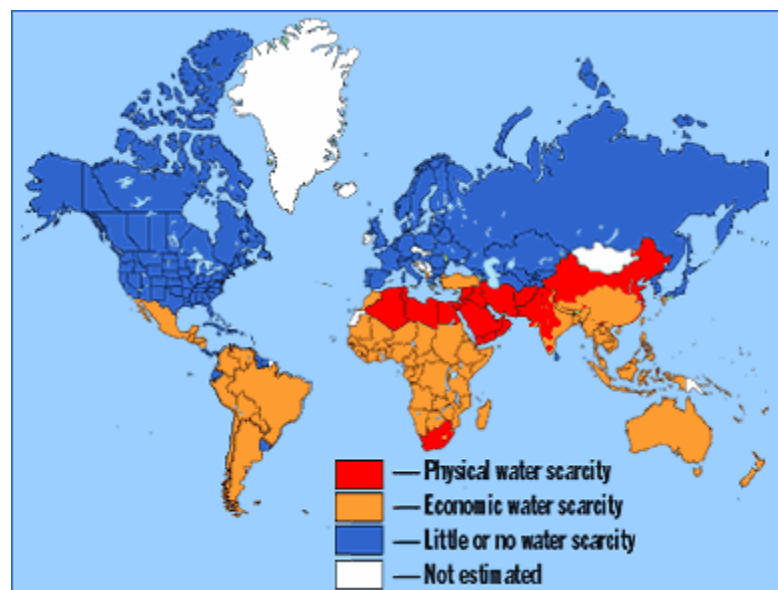 Physical water scarcity
Economic water scarcity
Little or no water scarcity
Not estimated